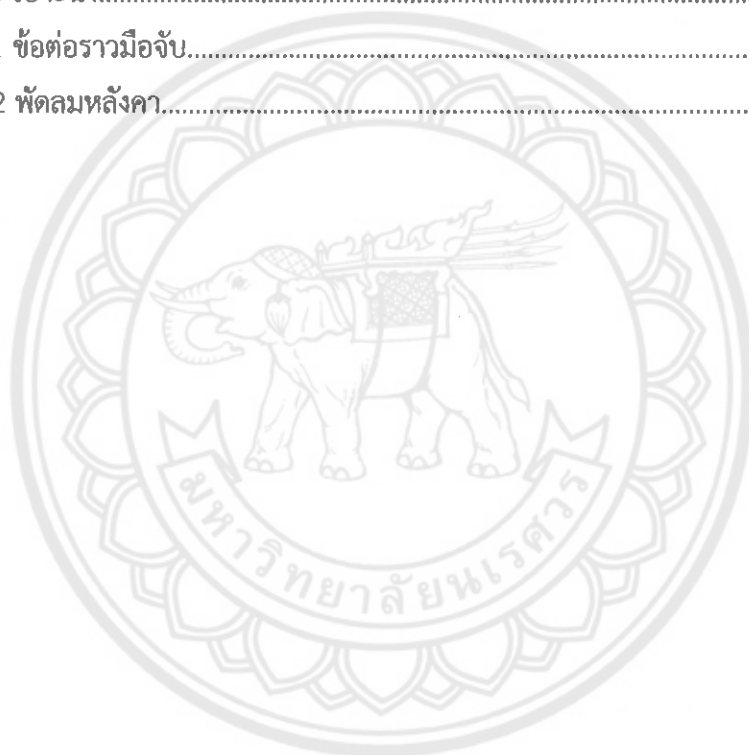 ข้อต่อราวมือจับ
2 พัดลมหลังคา
มหาวิทยาลัยนเรศวร